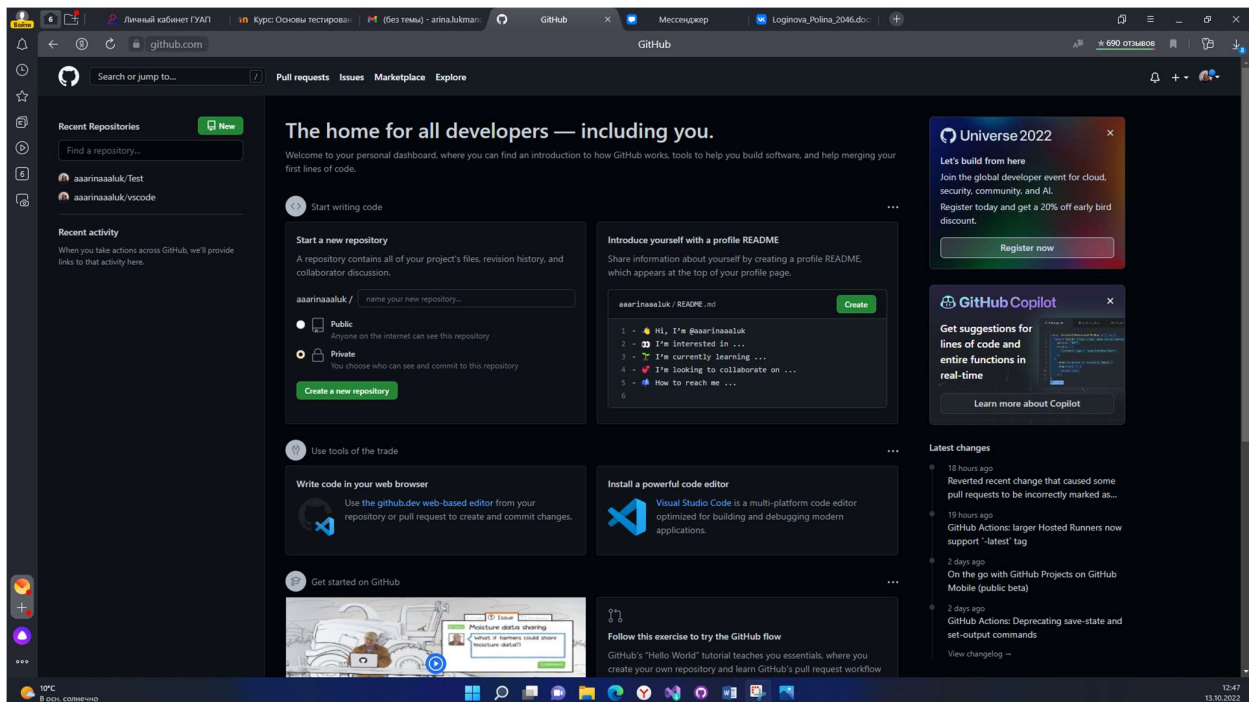 Войти
6
Личный кабинет ГУАП
Курс: Основы тестирован
(без темы) - arina.lukmano
GitHub
Мессенджер
Loginova_Polina_2046.doc
github.com
GitHub
690 отзывов
6
Search or jump to...
/
Pull requests Issues Marketplace Explore
Recent Repositories
New
Find a repository...
aaarinaaaluk/Test
aaarinaaaluk/vscode
Recent activity
When you take actions across GitHub, we'll provide
links to that activity here.
The home for all developers — including you.
Welcome to your personal dashboard, where you can find an introduction to how GitHub works, tools to help you build software, and help merging your
first lines of code.
Start writing code
Start a new repository
A repository contains all of your project's files, revision history, and
collaborator discussion.
aaarinaaaluk / name your new repository...
Public
Anyone on the internet can see this repository
Private
You choose who can see and commit to this repository
Create a new repository
Introduce yourself with a profile README
Share information about yourself by creating a profile README,
which appears at the top of your profile page.
aaarinaaaluk / README.md
Create
1 - 👋 Hi, I'm @aaarinaaaluk
2 - 👀 I'm interested in ...
3 - 🌱 I'm currently learning ...
4 - 💞️ I'm looking to collaborate on ...
5 - 📫 How to reach me ...
6
Use tools of the trade
Write code in your web browser
Use the github.dev web-based editor from your
repository or pull request to create and commit changes.
Install a powerful code editor
Visual Studio Code is a multi-platform code editor
optimized for building and debugging modern
applications.
Get started on GitHub
Issue
Moisture data sharing
What if farmers could share
moisture data?!
Follow this exercise to try the GitHub flow
GitHub's "Hello World" tutorial teaches you essentials, where you
create your own repository and learn GitHub's pull request workflow
Universe2022
Let's build from here
Join the global developer event for cloud,
security, community, and AI.
Register today and get a 20% off early bird
discount.
Register now
GitHub Copilot
Get suggestions for
lines of code and
entire functions in
real-time
Learn more about Copilot
Latest changes
18 hours ago
Reverted recent change that caused some
pull requests to be incorrectly marked as...
19 hours ago
GitHub Actions: larger Hosted Runners now
support `-latest` tag
2 days ago
On the go with GitHub Projects on GitHub
Mobile (public beta)
2 days ago
GitHub Actions: Deprecating save-state and
set-output commands
View changelog →
10°C
В осн. солнечно
12:47
13.10.2022